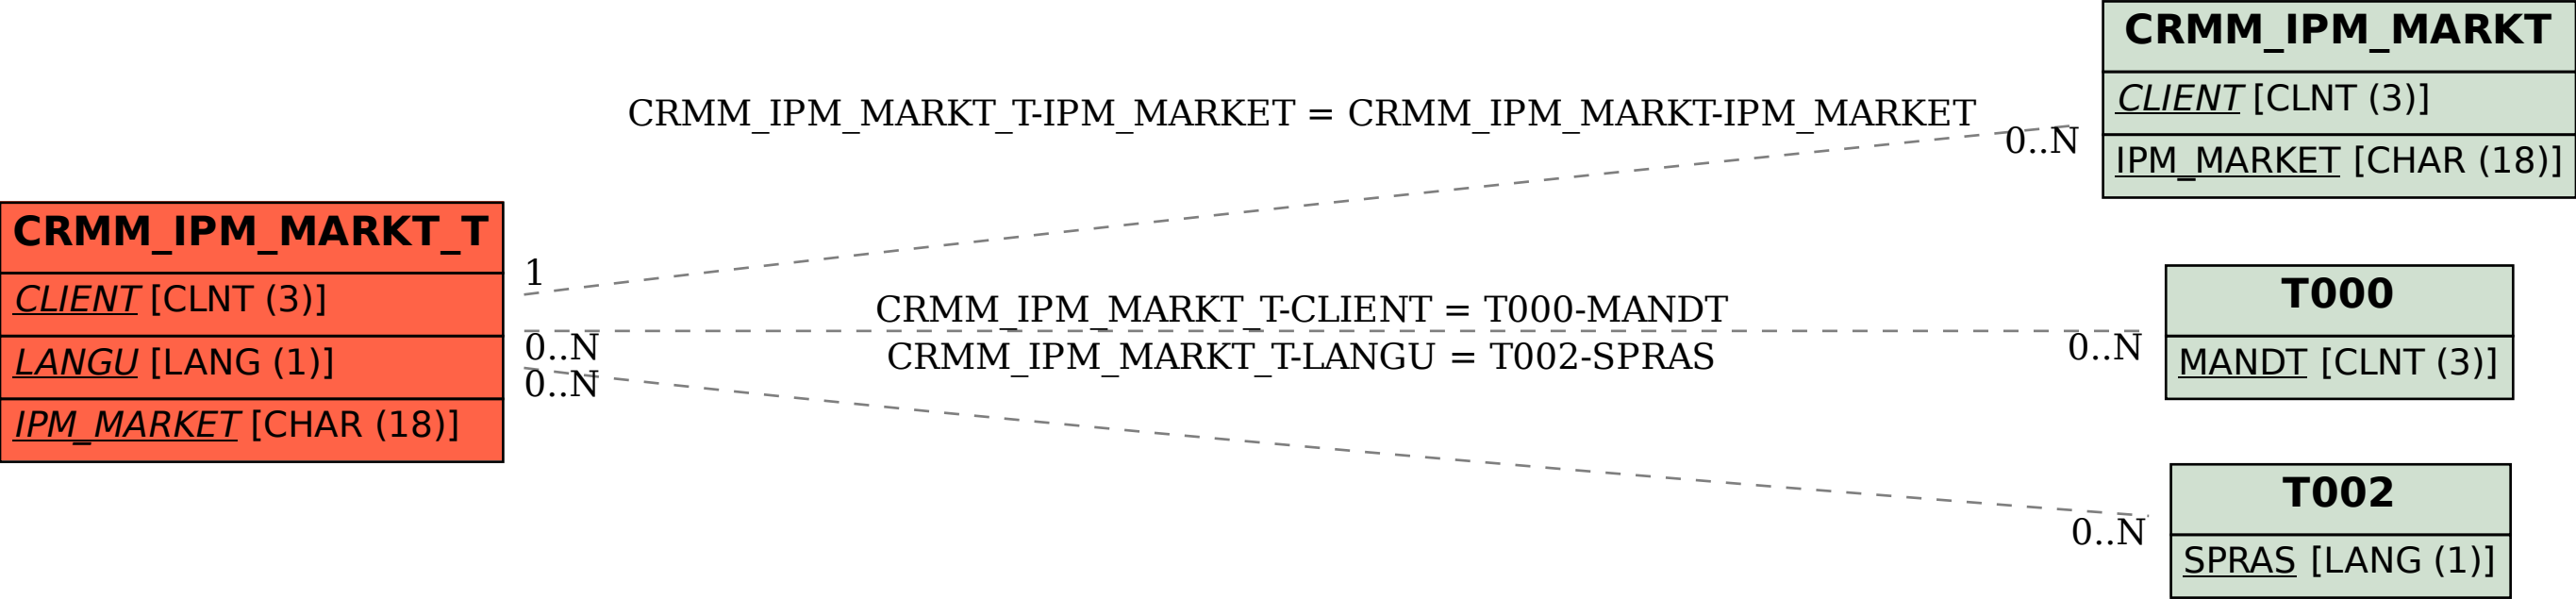 CRMM_IPM_MARKT
CLIENT [CLNT (3)]
IPM_MARKET [CHAR (18)]
CRMM_IPM_MARKT_T-IPM_MARKET = CRMM_IPM_MARKT-IPM_MARKET
0..N
CRMM_IPM_MARKT_T
CLIENT [CLNT (3)]
LANGU [LANG (1)]
IPM_MARKET [CHAR (18)]
1
CRMM_IPM_MARKT_T-CLIENT = T000-MANDT
0..N
0..N
CRMM_IPM_MARKT_T-LANGU = T002-SPRAS
0..N
0..N
T000
MANDT [CLNT (3)]
T002
SPRAS [LANG (1)]